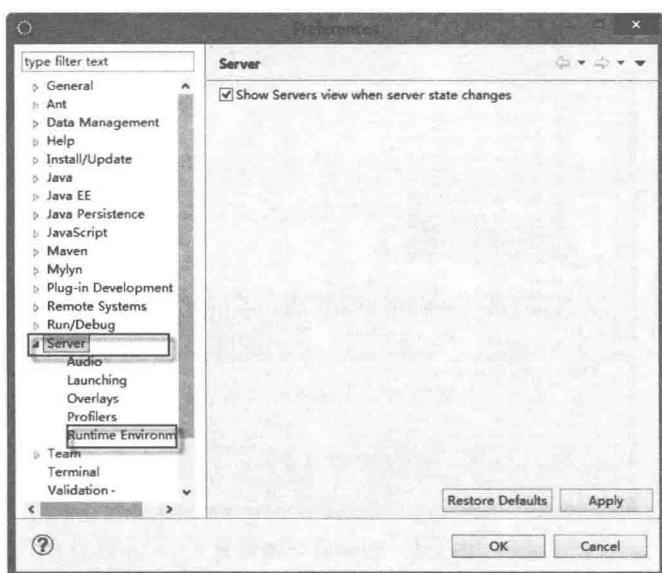 Preferences
type filter text
General
Ant
Data Management
Help
Install/Update
Java
Java EE
Java Persistence
JavaScript
Maven
Mylyn
Plug-in Development
Remote Systems
Run/Debug
Server
Audio
Launching
Overlays
Profilers
Runtime Environm
Team
Terminal
Validation -
Server
Show Servers view when server state changes
Restore Defaults
Apply
OK
Cancel